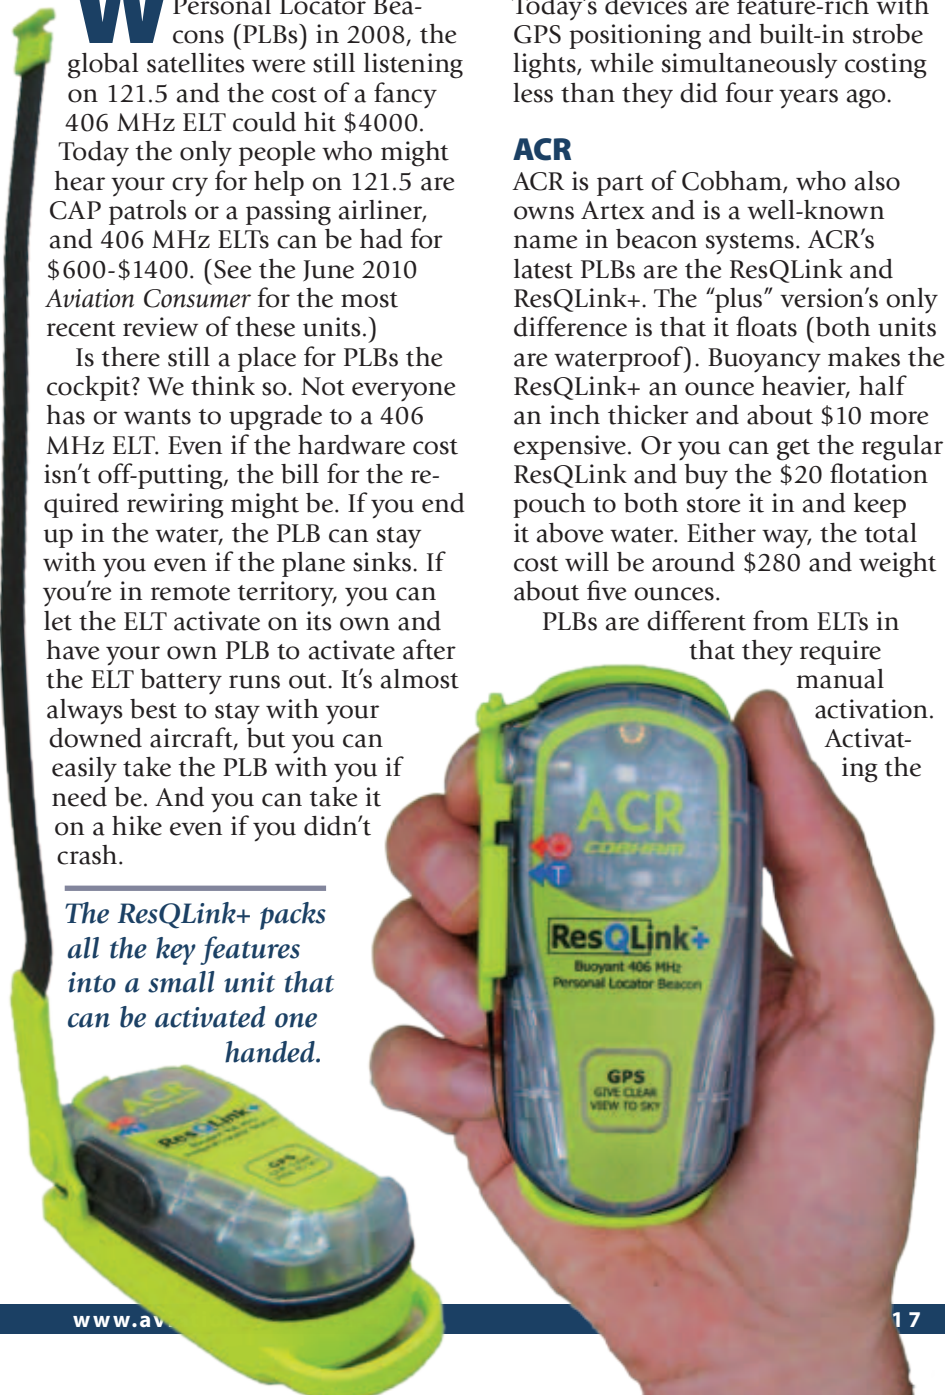 W
Personal Locator Bea-
cons (PLBs) in 2008, the
global satellites were still listening
on 121.5 and the cost of a fancy
406 MHz ELT could hit $4000.
Today the only people who might
hear your cry for help on 121.5 are
CAP patrols or a passing airliner,
and 406 MHz ELTs can be had for
$600-$1400. (See the June 2010
Aviation Consumer for the most
recent review of these units.)
Is there still a place for PLBs the
cockpit? We think so. Not everyone
has or wants to upgrade to a 406
MHz ELT. Even if the hardware cost
isn't off-putting, the bill for the re-
quired rewiring might be. If you end
up in the water, the PLB can stay
with you even if the plane sinks. If
you're in remote territory, you can
let the ELT activate on its own and
have your own PLB to activate after
the ELT battery runs out. It's almost
always best to stay with your
downed aircraft, but you can
easily take the PLB with you if
need be. And you can take it
on a hike even if you didn't
crash.
The ResQLink+ packs
all the key features
into a small unit that
can be activated one
handed.
Today's devices are feature-rich with
GPS positioning and built-in strobe
lights, while simultaneously costing
less than they did four years ago.
ACR
ACR is part of Cobham, who also
owns Artex and is a well-known
name in beacon systems. ACR's
latest PLBs are the ResQLink and
ResQLink+. The “plus” version's only
difference is that it floats (both units
are waterproof). Buoyancy makes the
ResQLink+ an ounce heavier, half
an inch thicker and about $10 more
expensive. Or you can get the regular
ResQLink and buy the $20 flotation
pouch to both store it in and keep
it above water. Either way, the total
cost will be around $280 and weight
about five ounces.
PLBs are different from ELTs in
that they require
manual
activation.
Activat-
ing the
ACR
COBHAM
ResQLink+
Buoyant 406 MHz
Personal Locator Beacon
GPS
GIVE CLEAR
VIEW TO SKY
ACR
ResQLink+
GPS
www.av
17